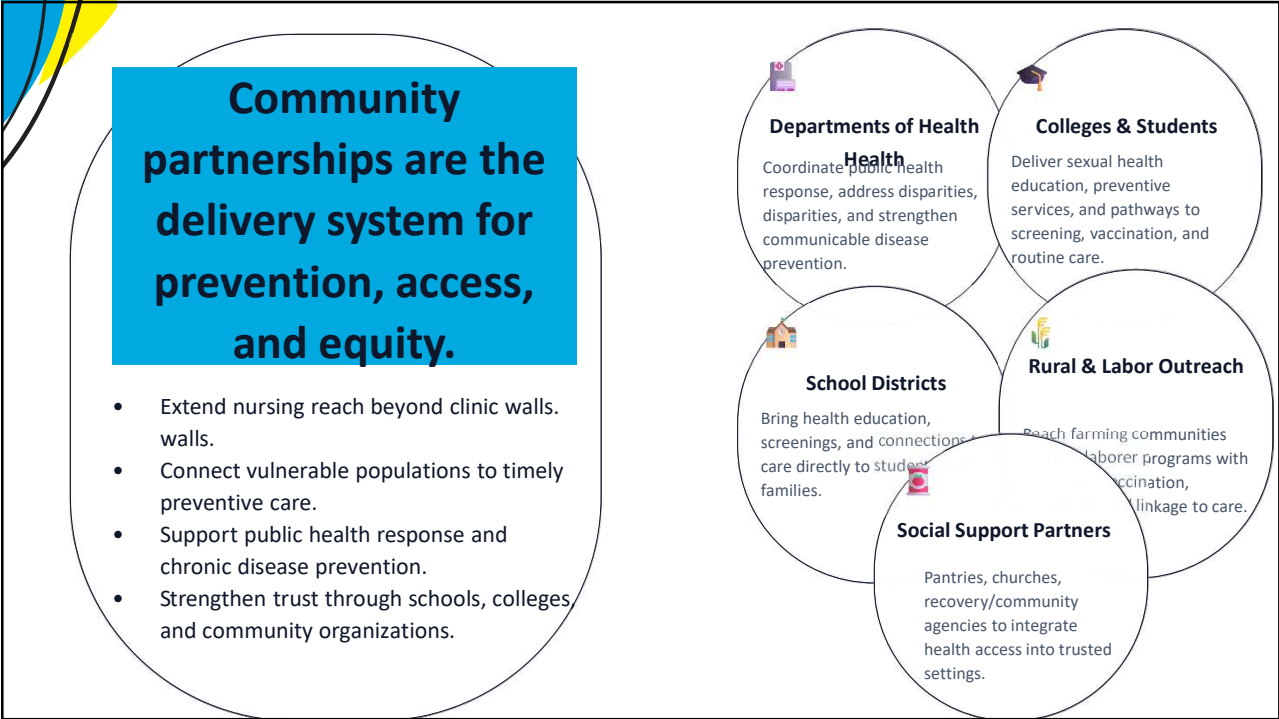 Community
partnerships are the
delivery system for
prevention, access,
and equity.
• Extend nursing reach beyond clinic walls.
walls.
• Connect vulnerable populations to timely
preventive care.
• Support public health response and
chronic disease prevention.
• Strengthen trust through schools, colleges,
and community organizations.
Departments of Health
Health
Coordinate public health
response, address disparities,
disparities, and strengthen
communicable disease
prevention.
Colleges & Students
Deliver sexual health
education, preventive
services, and pathways to
screening, vaccination, and
routine care.
School Districts
Bring health education,
screenings, and connections
care directly to
families.
Rural & Labor Outreach
Reach farming communities
laborer programs with
linkage to care.
Social Support Partners
Pantries, churches,
recovery/community
agencies to integrate
health access into trusted
settings.